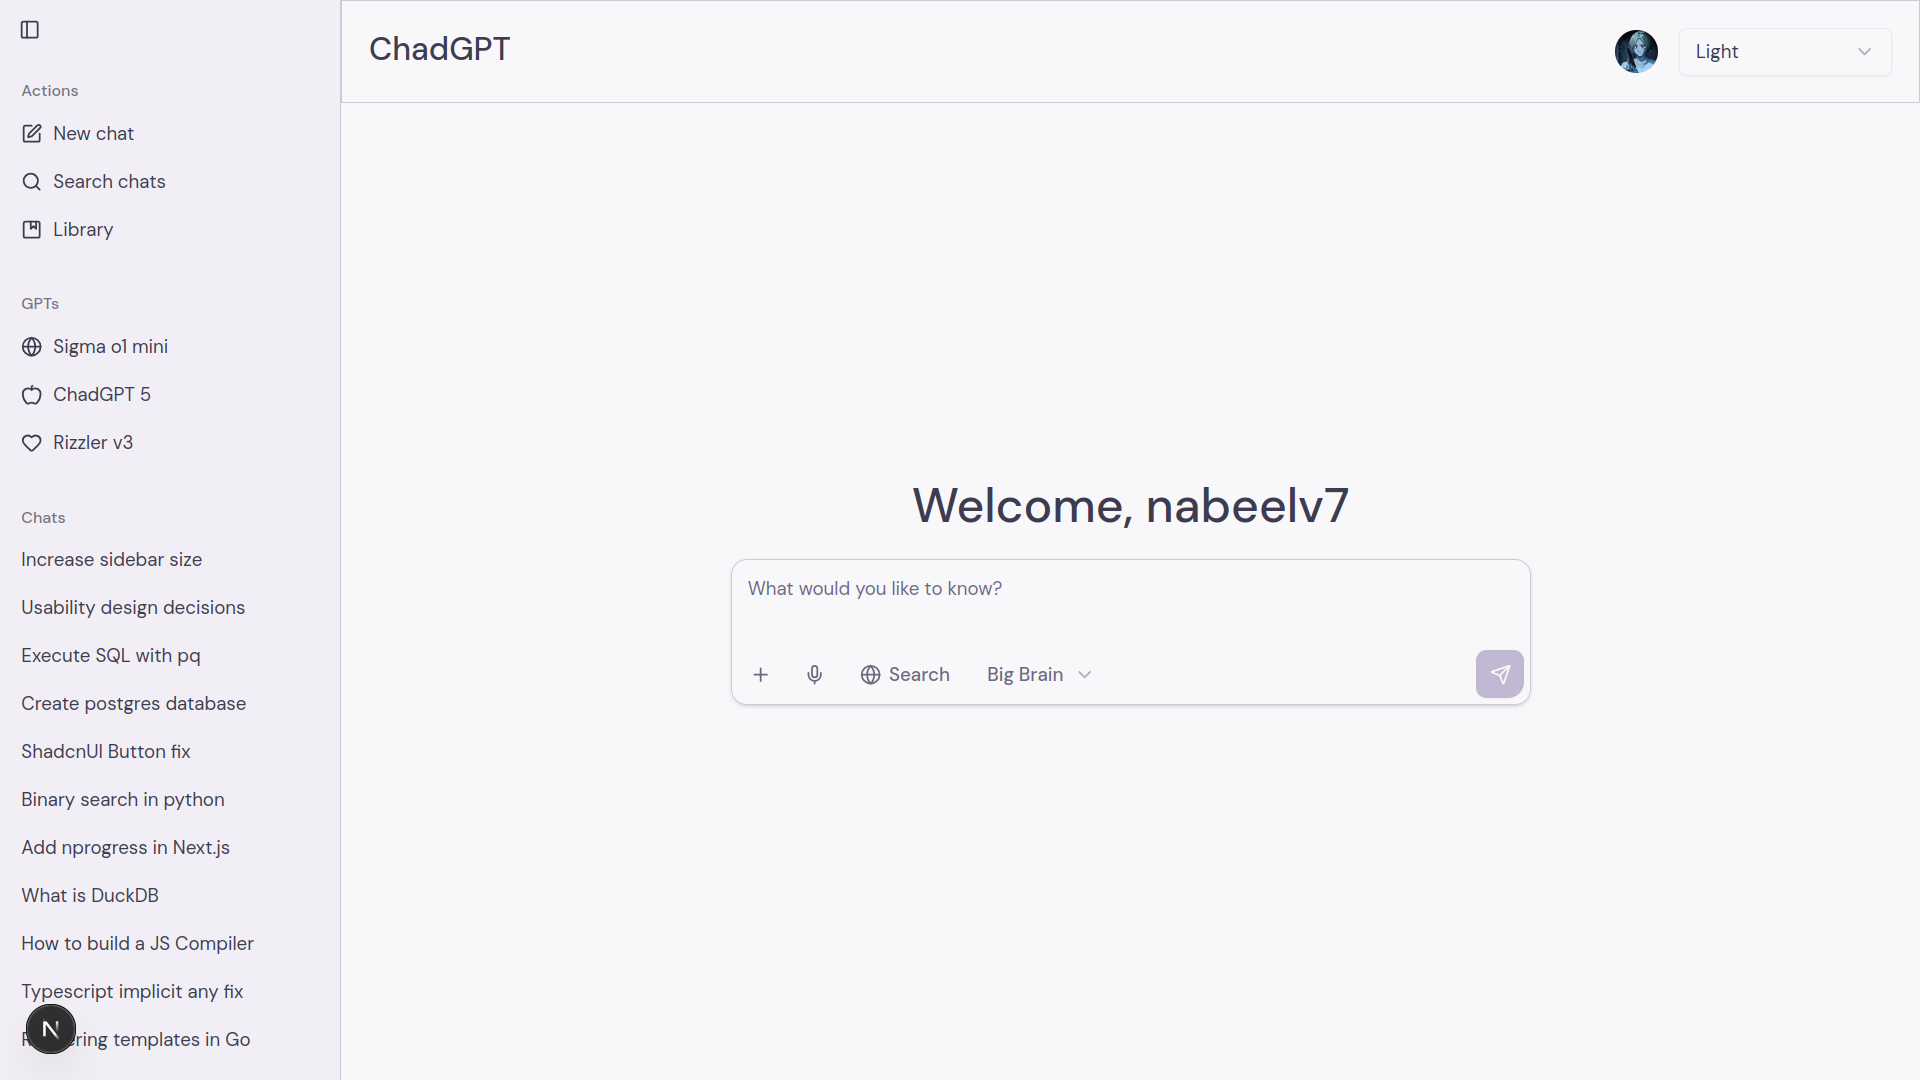 ChadGPT
Light
Actions
New chat
Search chats
Library
GPTs
Sigma o1 mini
ChadGPT 5
Rizzler v3
Chats
Increase sidebar size
Usability design decisions
Execute SQL with pq
Create postgres database
ShadcnUI Button fix
Binary search in python
Add nprogress in Next.js
What is DuckDB
How to build a JS Compiler
Typescript implicit any fix
templates in Go
N
Welcome, nabeelv7
What would you like to know?
Search
Big Brain